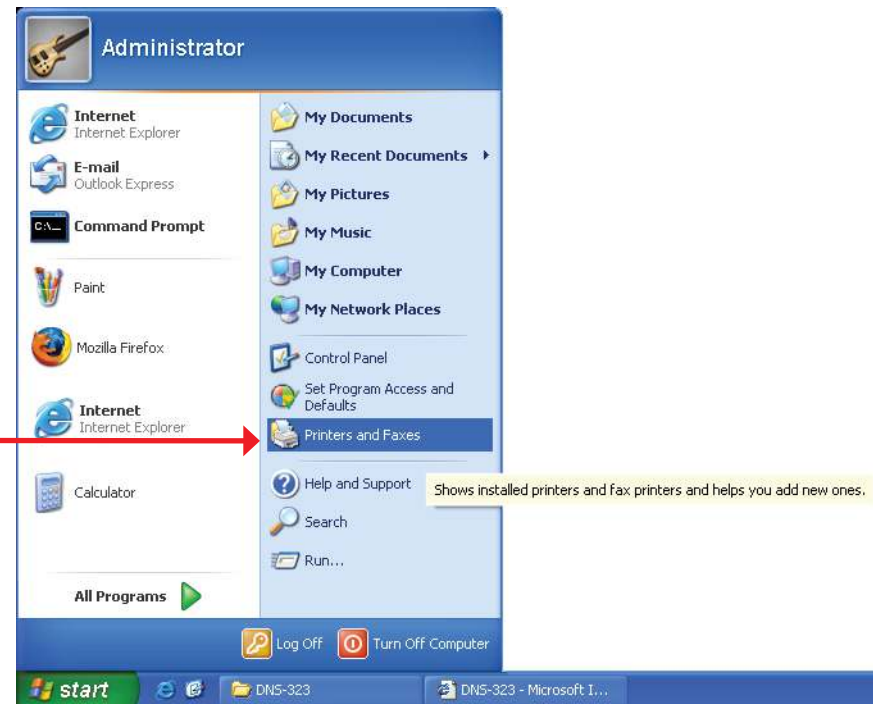 Administrator
Internet
Internet Explorer
E-mail
Outlook Express
C:\_
Command Prompt
Paint
Mozilla Firefox
Internet
Internet Explorer
Calculator
All Programs
My Documents
My Recent Documents
My Pictures
My Music
My Computer
My Network Places
Control Panel
Set Program Access and
Defaults
Printers and Faxes
Help and Support
Shows installed printers and fax printers and helps you add new ones.
Search
Run...
Log Off
Turn Off Computer
start
DNS-323
DNS-323 - Microsoft I...